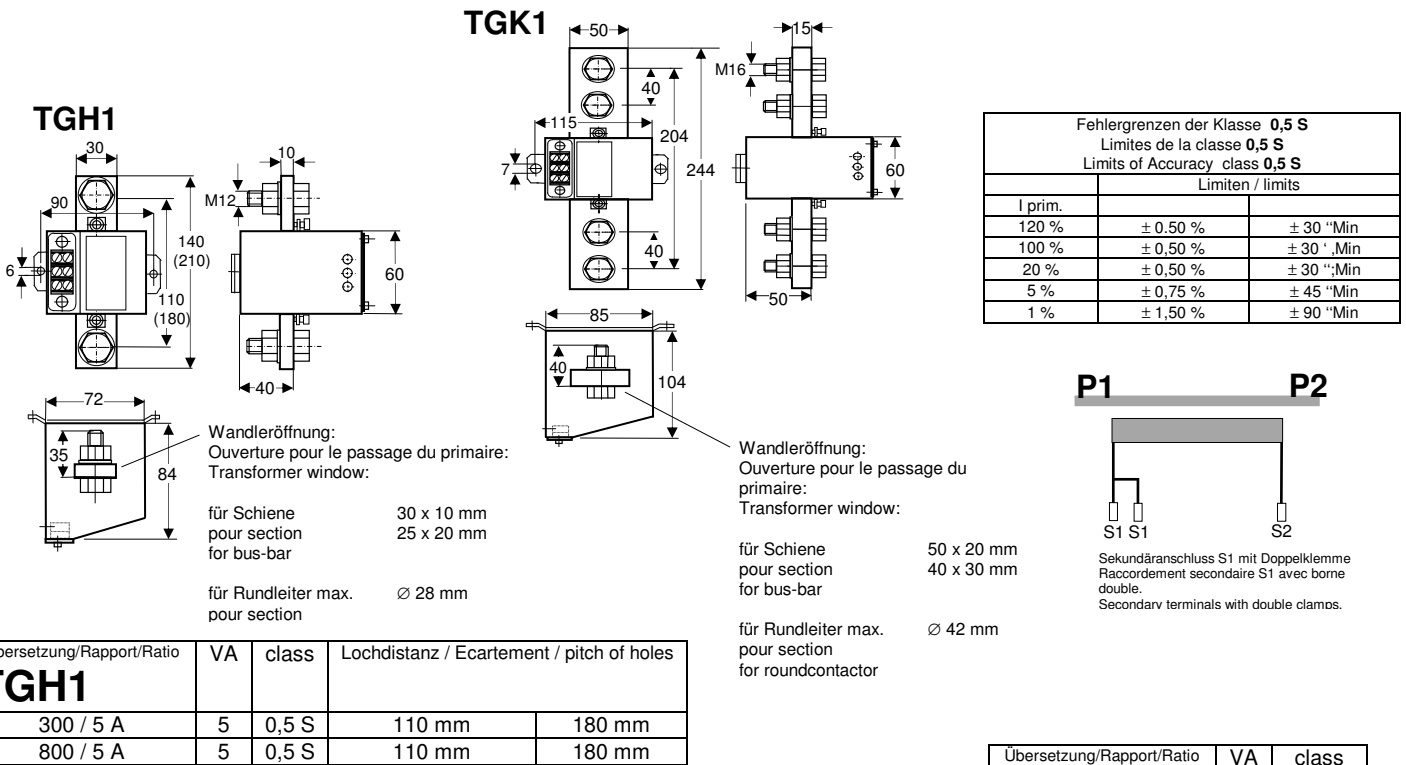 TGK1
50
15
M16
40
115
204
7
244
60
40
50
85
40
104
TGH1
30
10
90
M12
140
(210)
6
110
(180)
60
40
72
35
84
Fehlergrenzen der Klasse 0,5 S
Limites de la classe 0,5 S
Limits of Accuracy class 0,5 S
Limiten / limits
I prim.
120 % ± 0.50 % ± 30 “Min
100 % ± 0,50 % ± 30 ‘ ,Min
20 % ± 0,50 % ± 30 “;Min
5 % ± 0,75 % ± 45 “Min
1 % ± 1,50 % ± 90 “Min
P1 P2
S1 S1 S2
Sekundäranschluss S1 mit Doppelklemme
Raccordement secondaire S1 avec borne
double.
Secondary terminals with double clamps.
Wandleröffnung:
Ouverture pour le passage du primaire:
Transformer window:
für Schiene 30 x 10 mm
pour section 25 x 20 mm
for bus-bar
für Rundleiter max. ∅ 28 mm
pour section
Wandleröffnung:
Ouverture pour le passage du
primaire:
Transformer window:
für Schiene 50 x 20 mm
pour section 40 x 30 mm
for bus-bar
für Rundleiter max. ∅ 42 mm
pour section
for roundcontactor
bersetzung/Rapport/Ratio VA class Lochdistanz / Ecartement / pitch of holes
TGH1
300 / 5 A 5 0,5 S 110 mm 180 mm
800 / 5 A 5 0,5 S 110 mm 180 mm
Übersetzung/Rapport/Ratio VA class